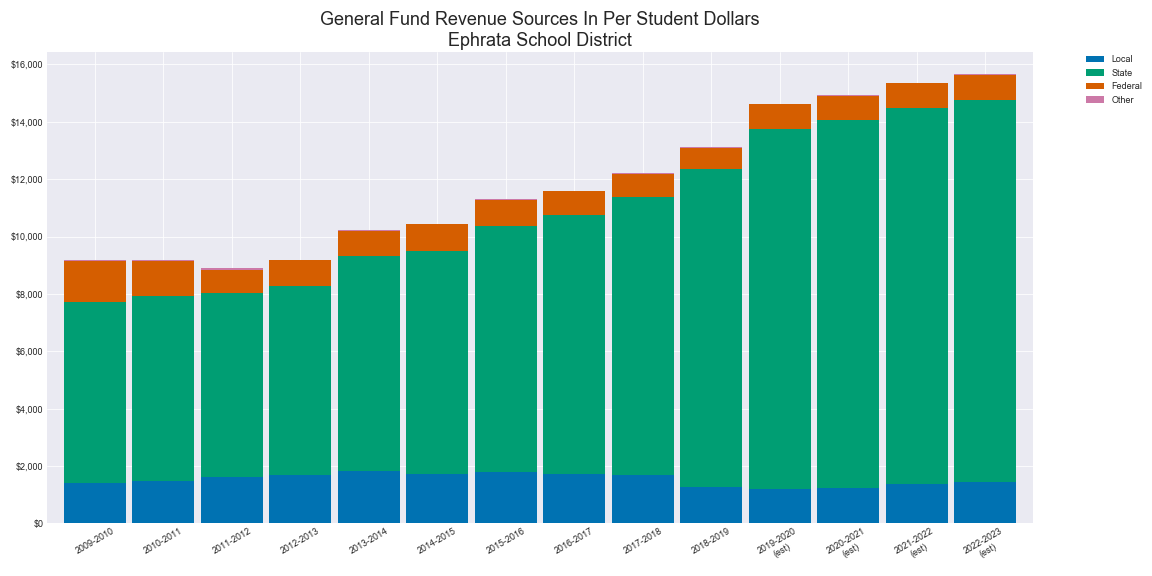 General Fund Revenue Sources In Per Student Dollars
Ephrata School District
$16,000
$14,000
$12,000
$10,000
$8,000
$6,000
$4,000
$2,000
$0
2009-2010
2010-2011
2011-2012
2012-2013
2013-2014
2014-2015
2015-2016
2016-2017
2017-2018
2018-2019
2019-2020
(est)
2020-2021
(est)
2021-2022
(est)
2022-2023
(est)
Local
State
Federal
Other